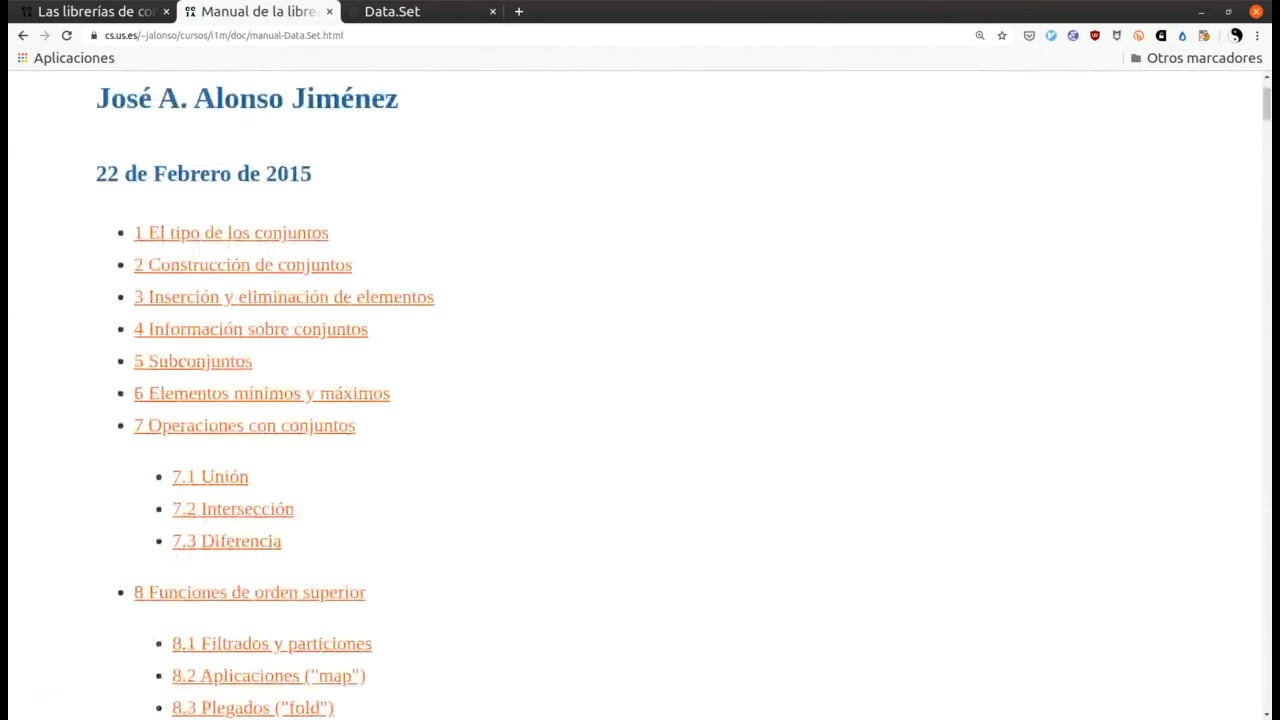 Las librerías de con
Manual de la libre
Data.Set
cs.us.es/~jalonso/cursos/i1m/doc/manual-Data.Set.html
Aplicaciones
Otros marcadores
José A. Alonso Jiménez
22 de Febrero de 2015
1 El tipo de los conjuntos
2 Construcción de conjuntos
3 Inserción y eliminación de elementos
4 Información sobre conjuntos
5 Subconjuntos
6 Elementos mínimos y máximos
7 Operaciones con conjuntos
7.1 Unión
7.2 Intersección
7.3 Diferencia
8 Funciones de orden superior
8.1 Filtrados y particiones
8.2 Aplicaciones ("map")
8.3 Plegados ("fold")